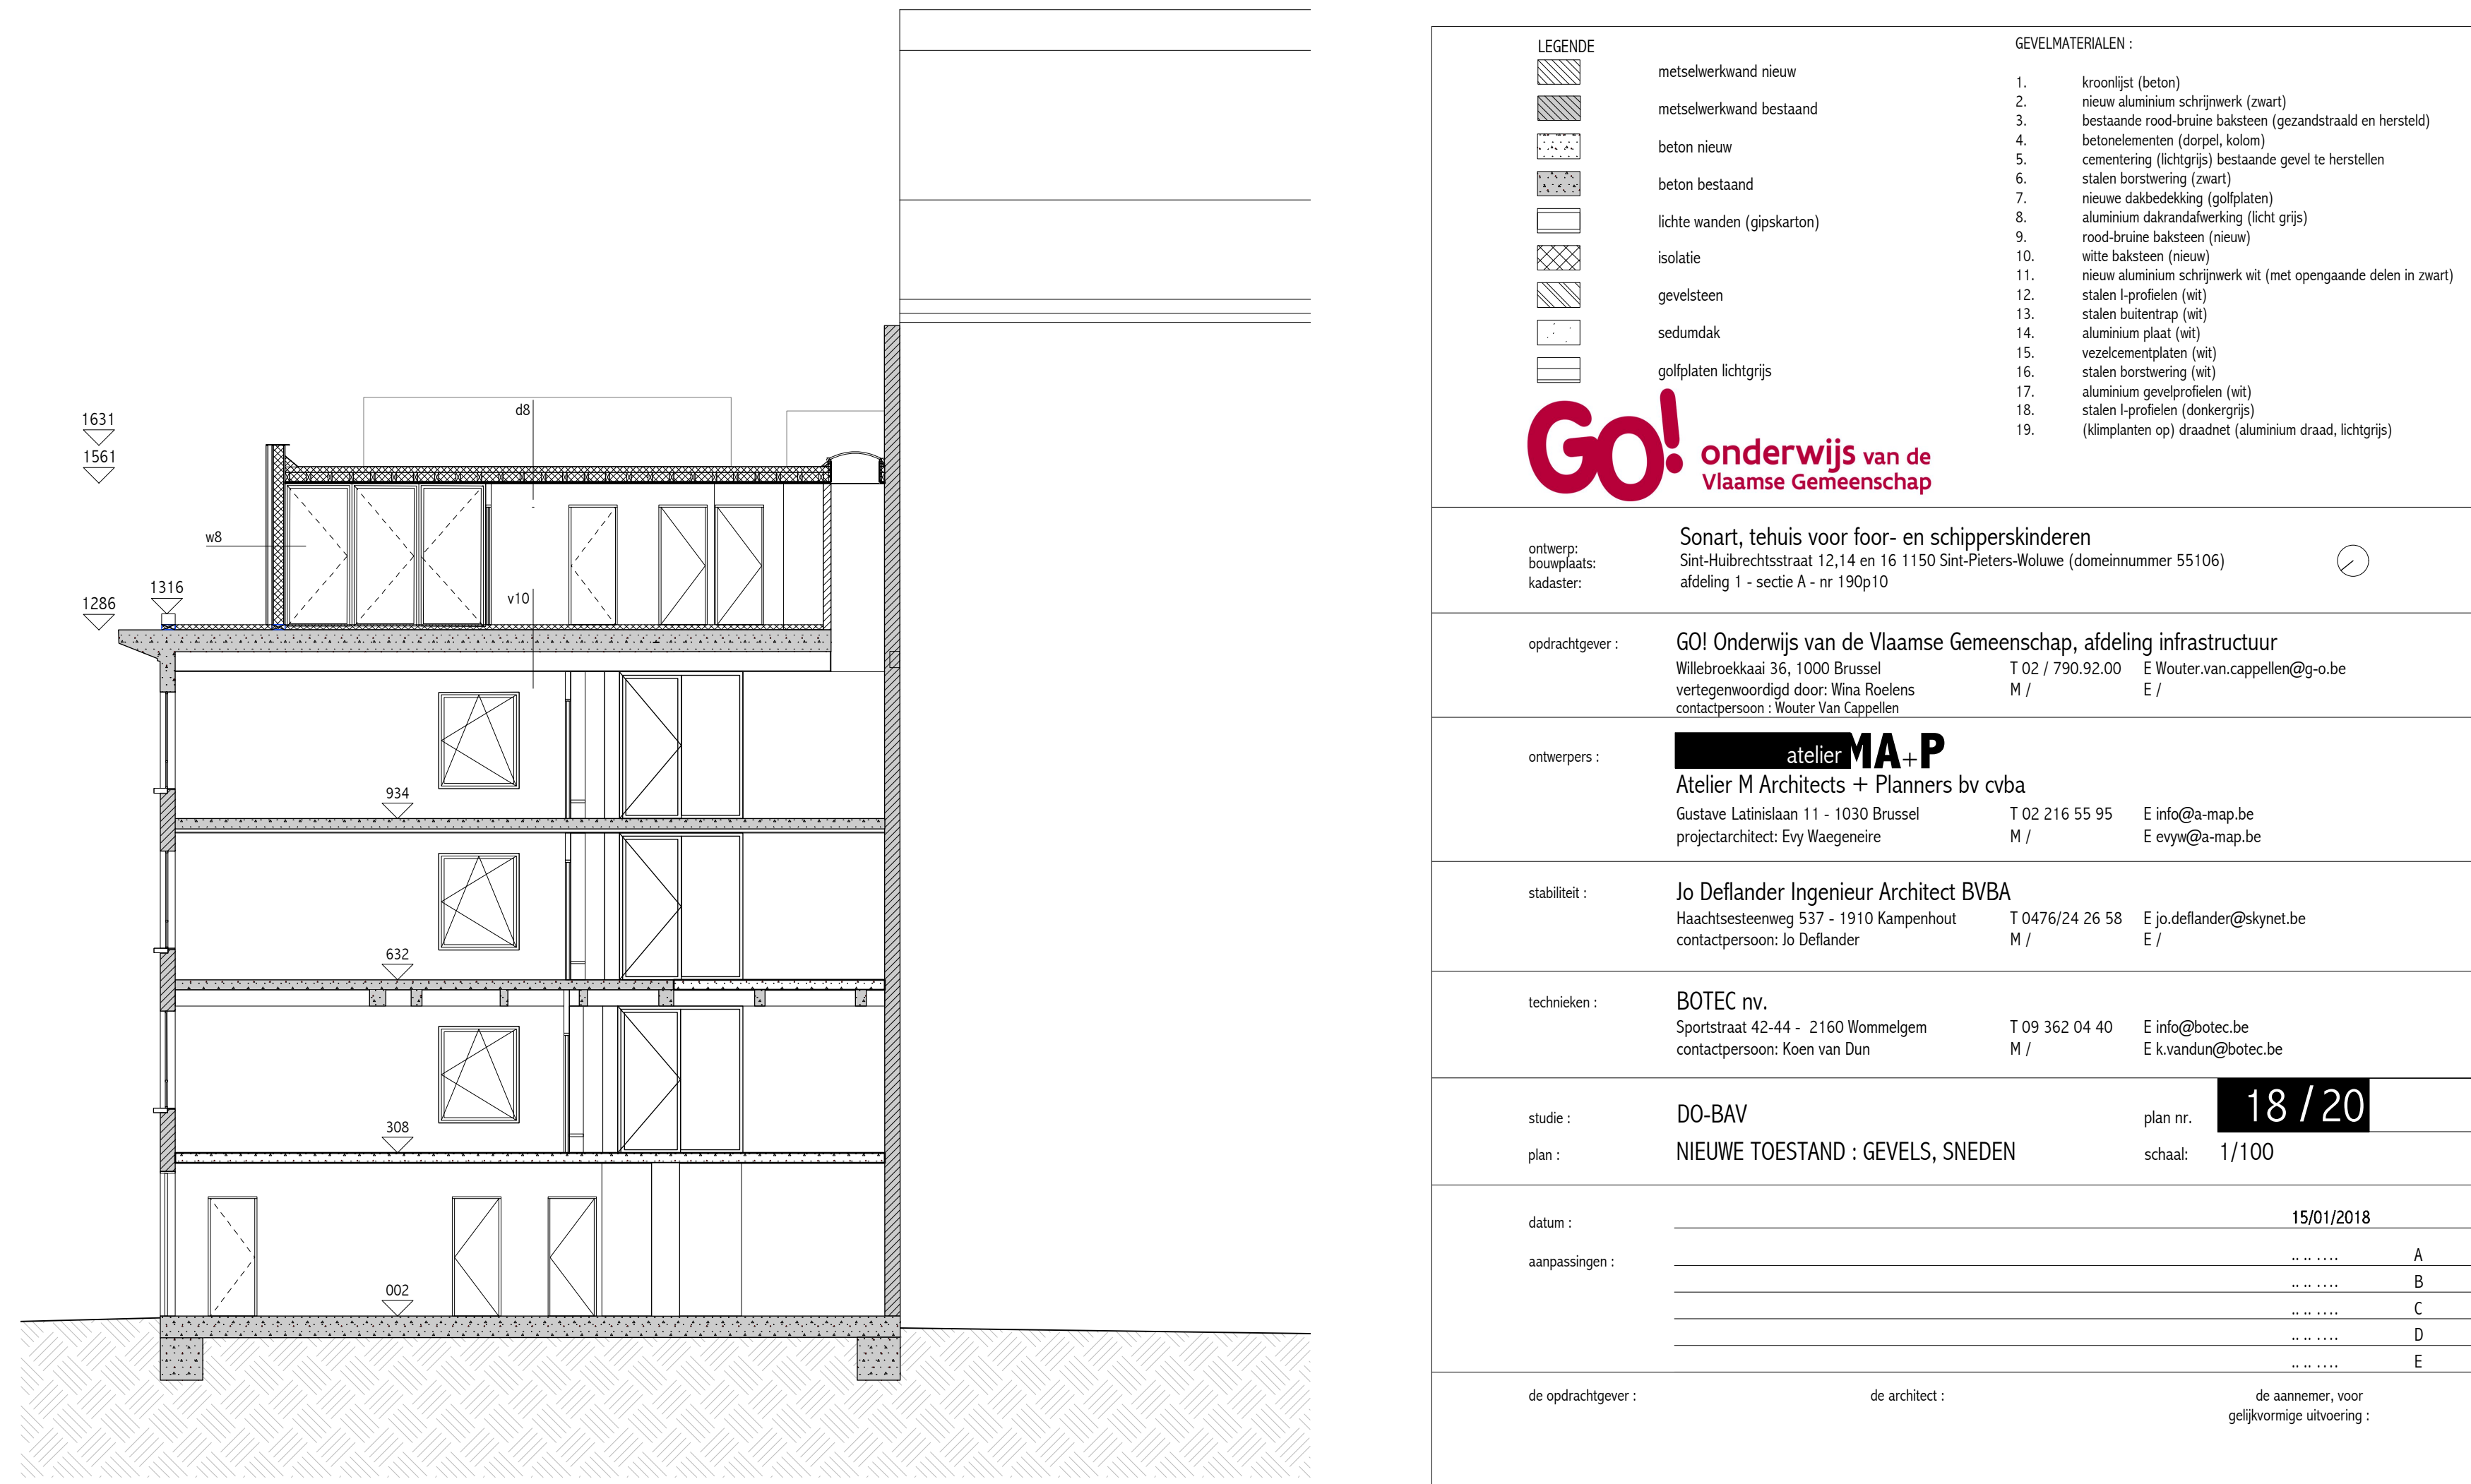 1631
1561
1316
1286
d8
w8
v10
934
632
308
002
LEGENDE
metselwerkwand nieuw
metselwerkwand bestaand
beton nieuw
beton bestaand
lichte wanden (gipskarton)
isolatie
gevelsteen
sedumdak
golfplaten lichtgrijs
GEVELMATERIALEN :
1. kroonlijst (beton)
2. nieuw aluminium schrijnwerk (zwart)
3. bestaande rood-bruine baksteen (gezandstraald en hersteld)
4. betonelementen (dorpel, kolom)
5. cementering (lichtgrijs) bestaande gevel te herstellen
6. stalen borstwering (zwart)
7. nieuwe dakbedekking (golfplaten)
8. aluminium dakrandafwerking (licht grijs)
9. rood-bruine baksteen (nieuw)
10. witte baksteen (nieuw)
11. nieuw aluminium schrijnwerk wit (met opengaande delen in zwart)
12. stalen I-profielen (wit)
13. stalen buitentrap (wit)
14. aluminium plaat (wit)
15. vezelcementplaten (wit)
16. stalen borstwering (wit)
17. aluminium gevelprofielen (wit)
18. stalen I-profielen (donkergrijs)
19. (klimplanten op) draadnet (aluminium draad, lichtgrijs)
GO! onderwijs van de
Vlaamse Gemeenschap
ontwerp: Sonart, tehuis voor foor- en schipperskinderen
bouwplaats: Sint-Huibrechtsstraat 12,14 en 16 1150 Sint-Pieters-Woluwe (domeinnummer 55106)
kadaster: afdeling 1 - sectie A - nr 190p10
opdrachtgever : GO! Onderwijs van de Vlaamse Gemeenschap, afdeling infrastructuur
Willebroekkaai 36, 1000 Brussel T 02 / 790.92.00 E Wouter.van.cappellen@g-o.be
vertegenwoordigd door: Wina Roelens M / E /
contactpersoon : Wouter Van Cappellen
ontwerpers : atelier MA+P
Atelier M Architects + Planners bv cvba
Gustave Latinislaan 11 - 1030 Brussel T 02 216 55 95 E info@a-map.be
projectarchitect: Evy Waegeneire M / E evyw@a-map.be
stabiliteit : Jo Deflander Ingenieur Architect BVBA
Haachtsesteenweg 537 - 1910 Kampenhout T 0476/24 26 58 E jo.deflander@skynet.be
contactpersoon: Jo Deflander M / E /
technieken : BOTEC nv.
Sportstraat 42-44 - 2160 Wommelgem T 09 362 04 40 E info@botec.be
contactpersoon: Koen van Dun M / E k.vandun@botec.be
studie : DO-BAV plan nr. 18 / 20
plan : NIEUWE TOESTAND : GEVELS, SNEDEN schaal: 1/100
datum : 15/01/2018
aanpassingen : .. .. .... A
.. .. .... B
.. .. .... C
.. .. .... D
.. .. .... E
de opdrachtgever : de architect : de aannemer, voor
gelijkvormige uitvoering :